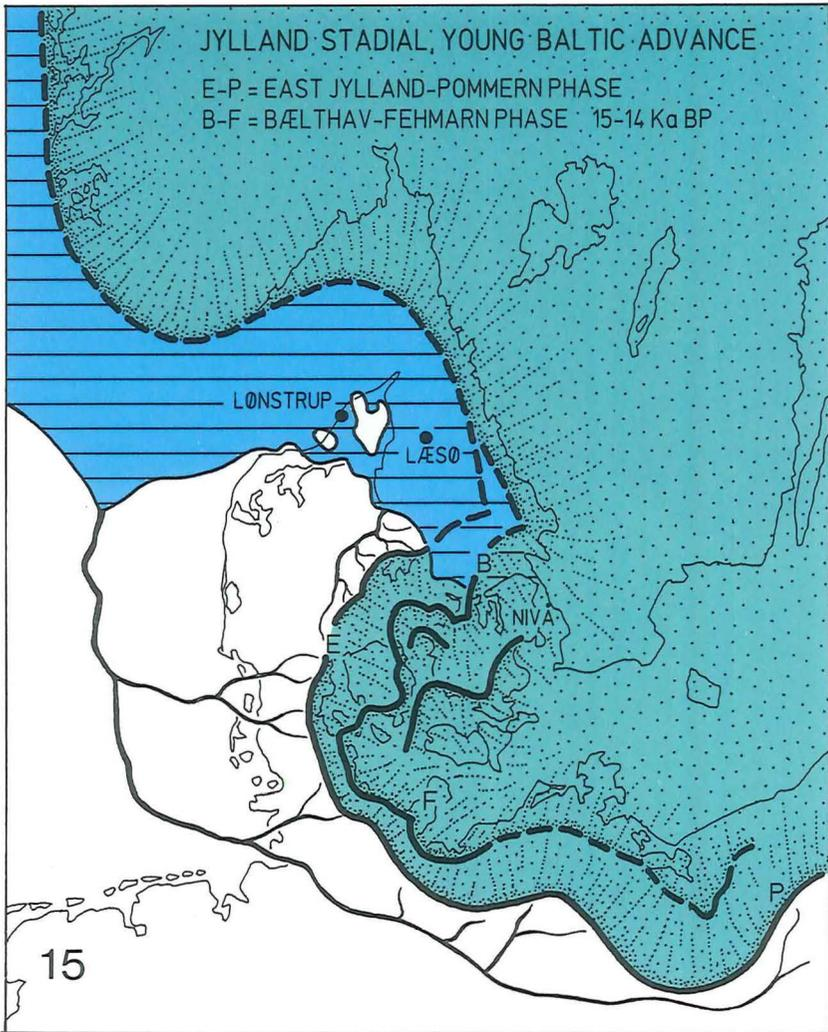 JYLLAND STADIAL, YOUNG BALTIC ADVANCE
E-P = EAST JYLLAND-POMMERN PHASE
B-F = BÆLTHAV-FEHMARN PHASE 15-14 Ka BP
LØNSTRUP
LÆSØ
B
NIVÅ
E
F
P
15